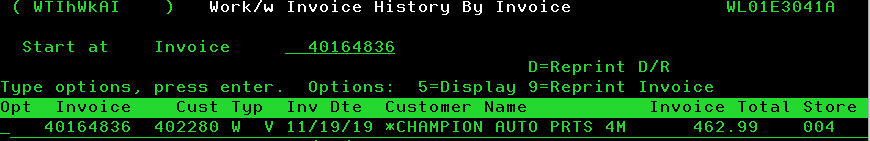 ( WTIhWkAI ) Work/w Invoice History By Invoice WL01E3041A
Start at Invoice 40164836
D=Reprint D/R
Type options, press enter. Options: 5=Display 9=Reprint Invoice
Opt Invoice Cust Typ Inv Dte Customer Name Invoice Total Store
_ 40164836 402280 W V 11/19/19 *CHAMPION AUTO PRTS 4M 462.99 004